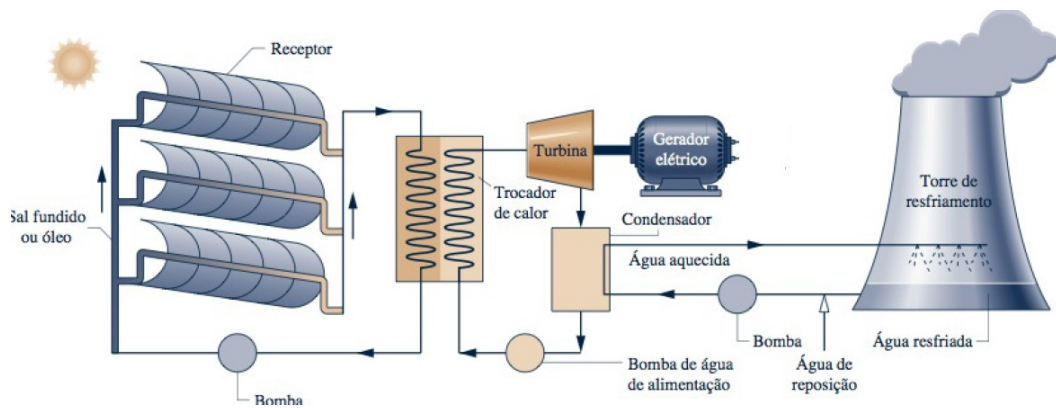 Receptor
Sal fundido
ou óleo
Bomba
Trocador
de calor
Turbina
Gerador
elétrico
Condensador
Água aquecida
Bomba de água
de alimentação
Bomba
Água de
reposição
Torre de
resfriamento
Água resfriada